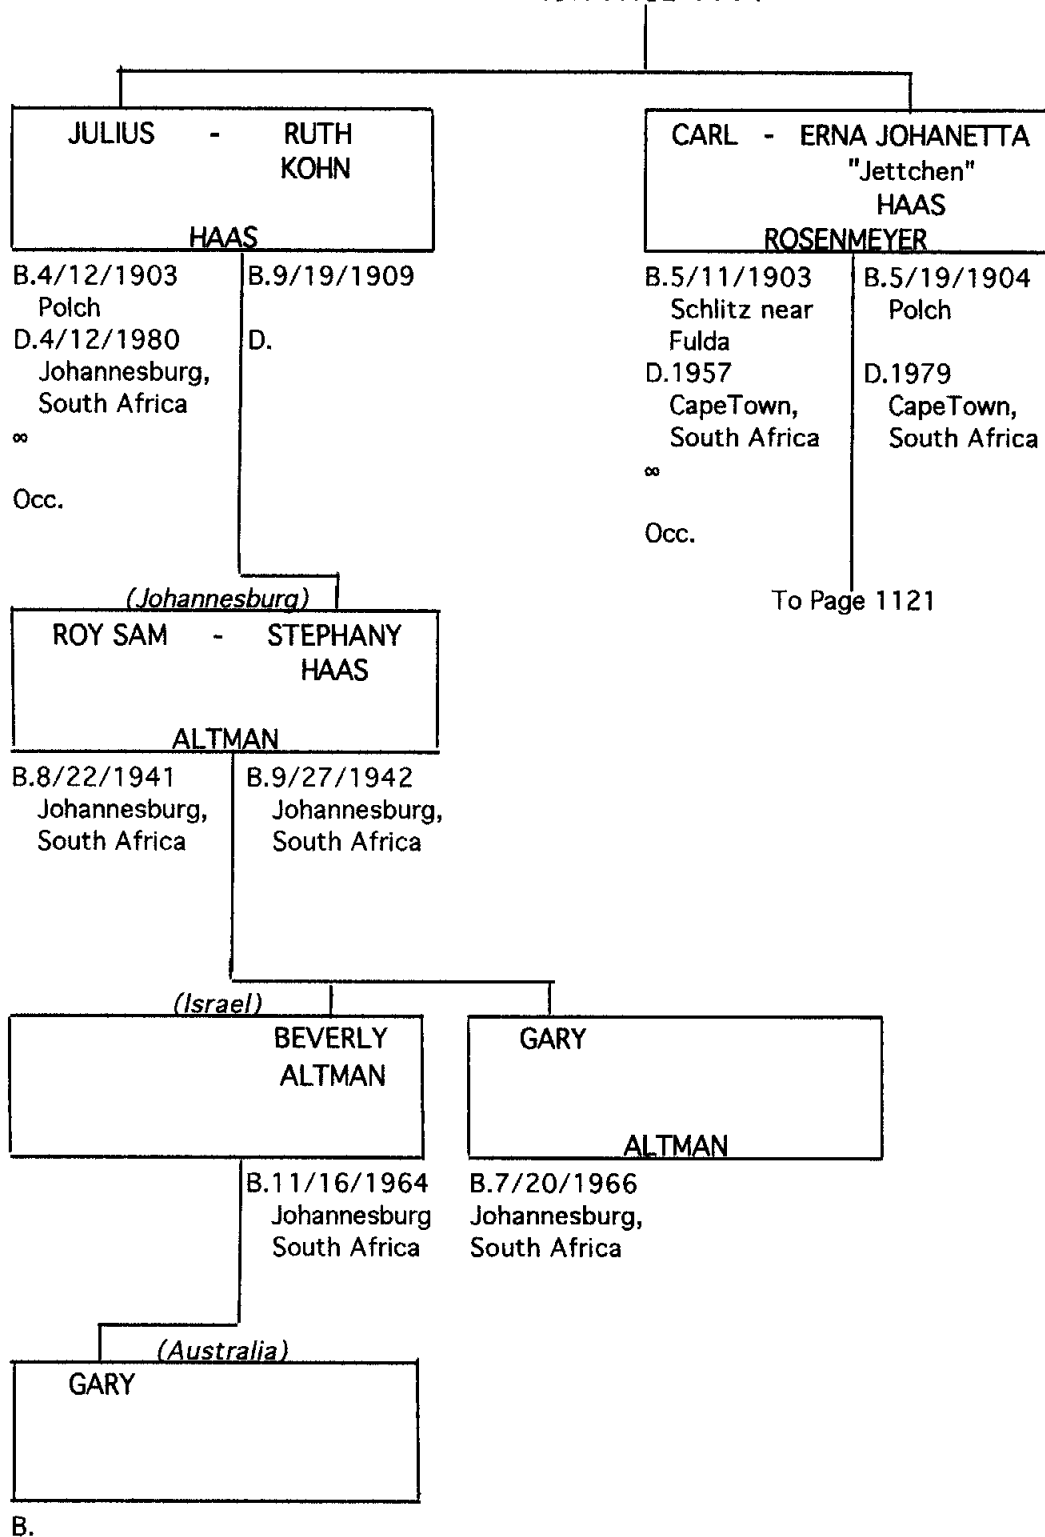 JULIUS - RUTH
KOHN
HAAS
B.4/12/1903 B.9/19/1909
Polch
D.4/12/1980 D.
Johannesburg,
South Africa
∞
Occ.
CARL - ERNA JOHANETTA
"Jettchen"
HAAS
ROSENMEYER
B.5/11/1903 B.5/19/1904
Schlitz near Polch
Fulda
D.1957 D.1979
CapeTown, CapeTown,
South Africa South Africa
∞
Occ.
To Page 1121
(Johannesburg)
ROY SAM - STEPHANY
HAAS
ALTMAN
B.8/22/1941 B.9/27/1942
Johannesburg, Johannesburg,
South Africa South Africa
(Israel)
BEVERLY
ALTMAN
B.11/16/1964
Johannesburg
South Africa
GARY
ALTMAN
B.7/20/1966
Johannesburg,
South Africa
(Australia)
GARY
B.